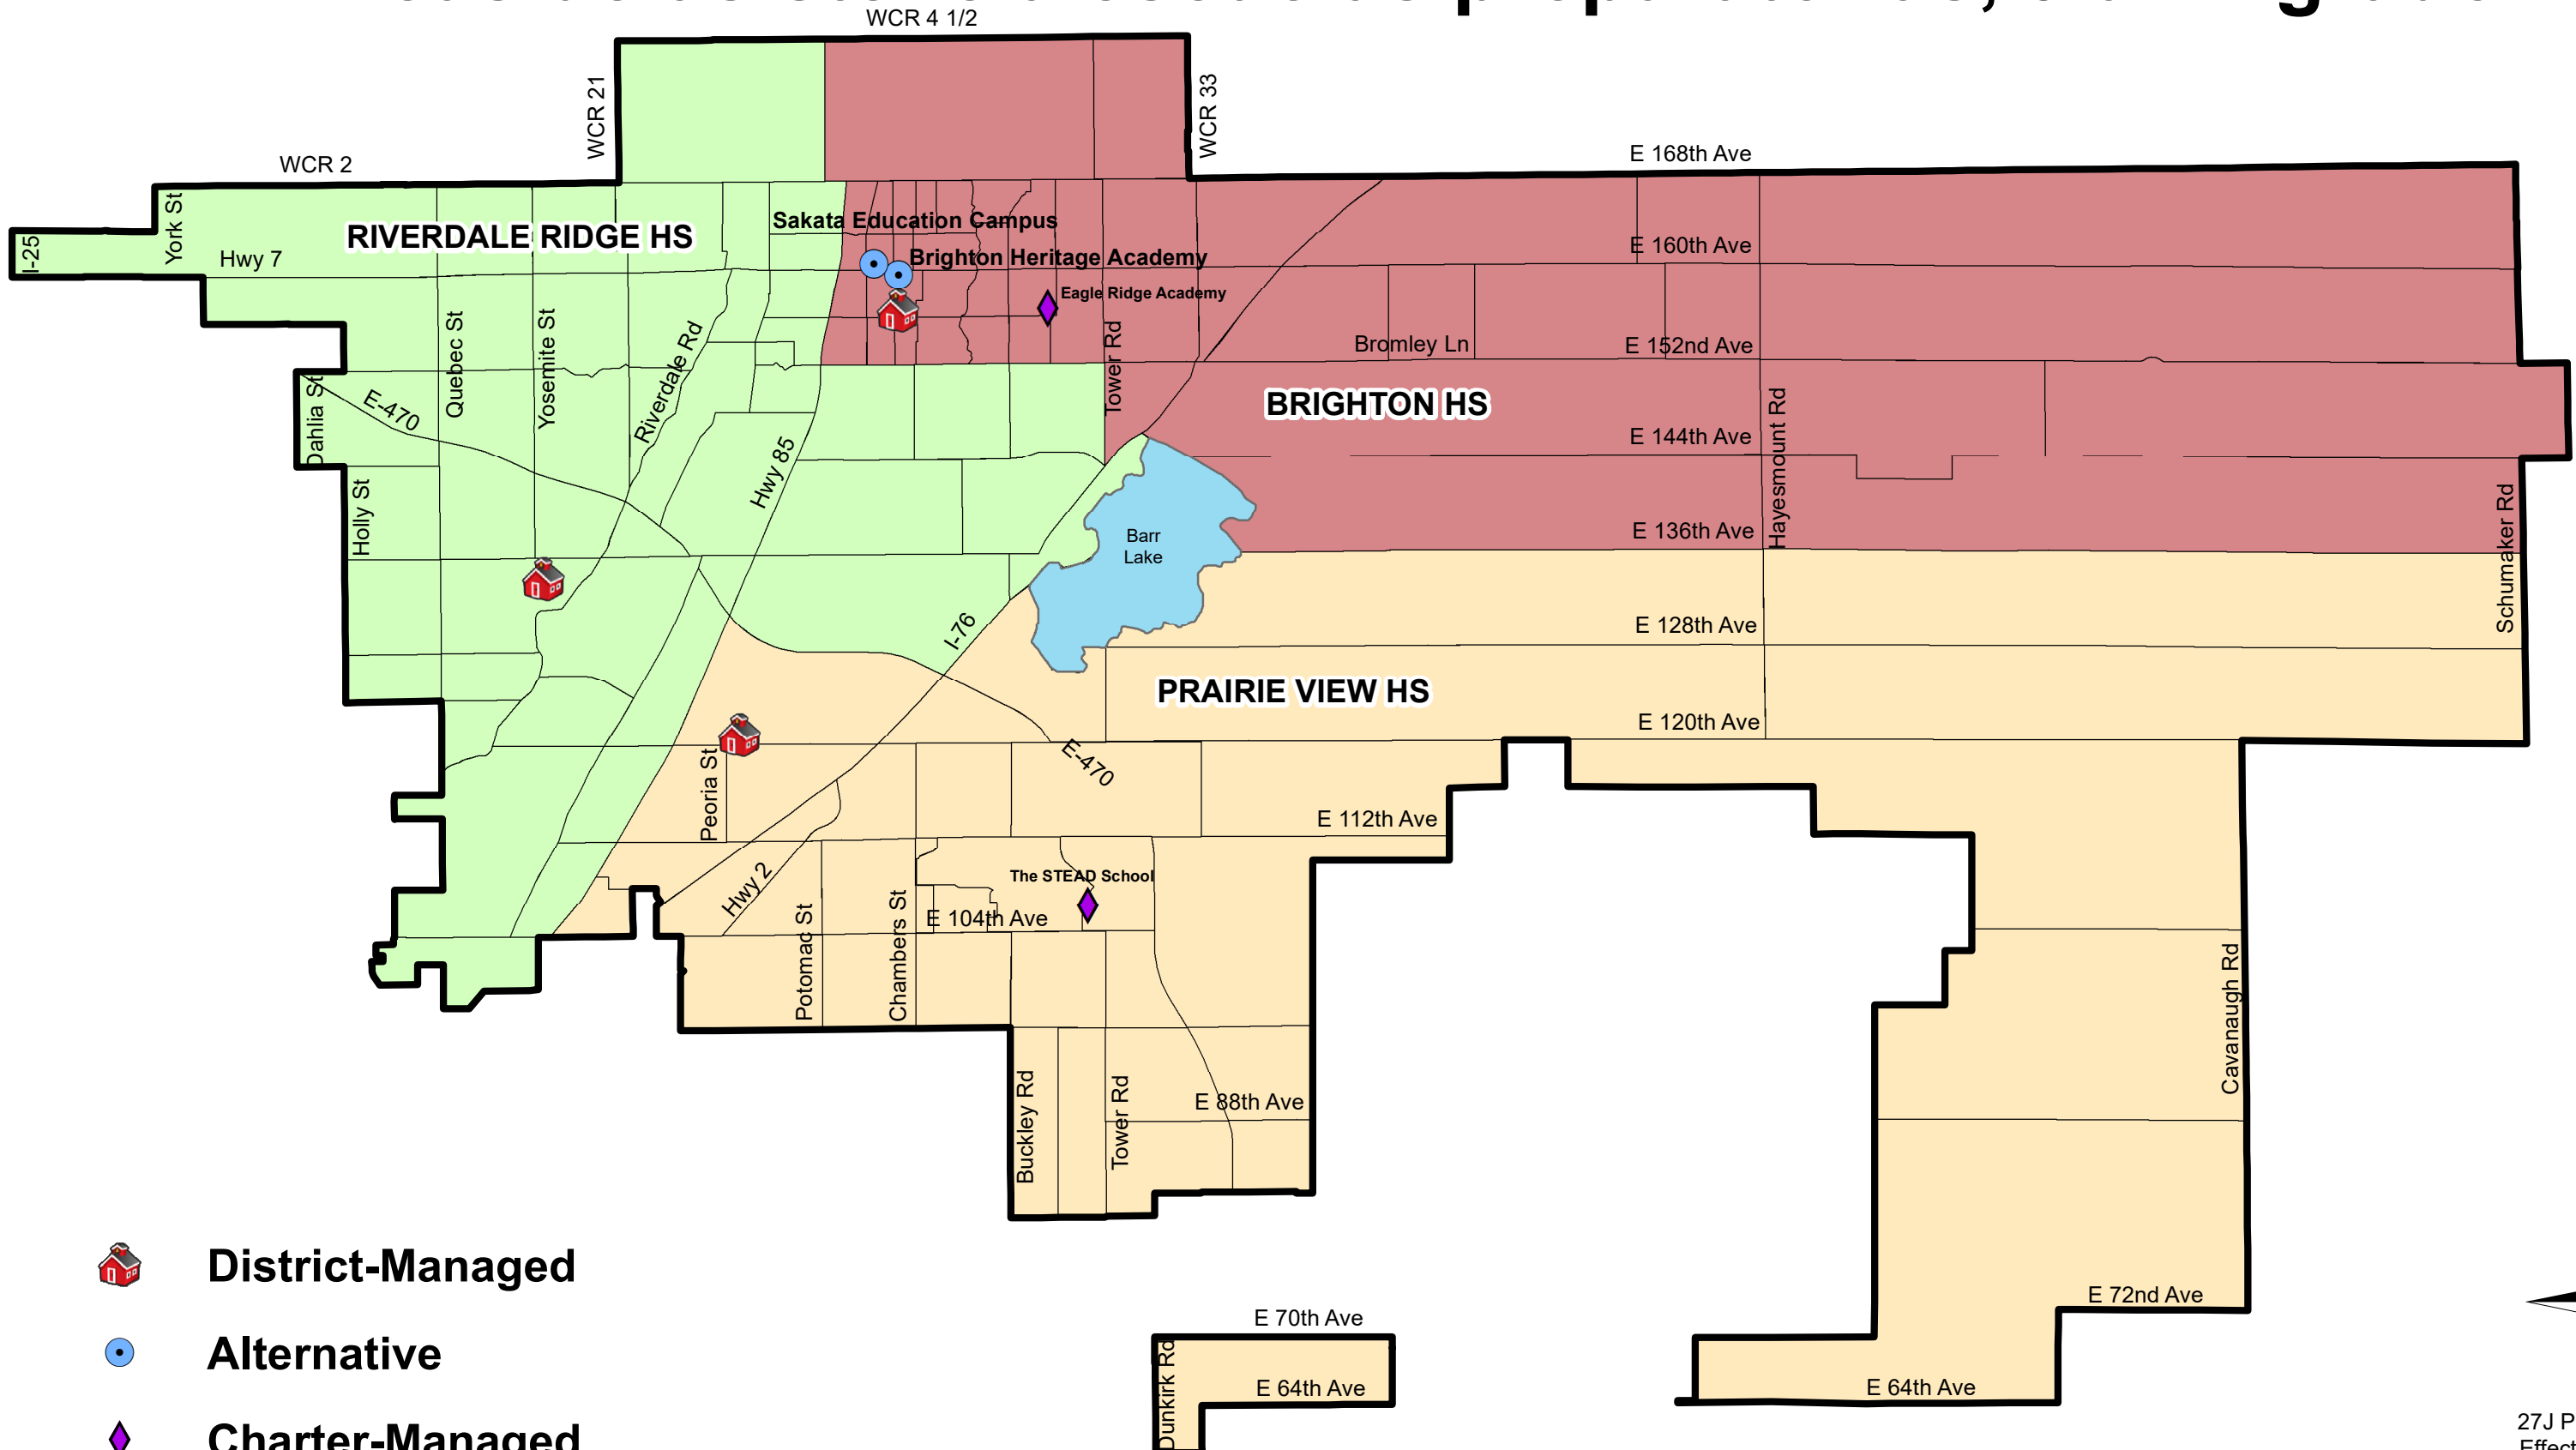 WCR 4 1/2
WCR 21
WCR 33
WCR 2
E 168th Ave
York St
I-25
Hwy 7
RIVERDALE RIDGE HS
Sakata Education Campus
Brighton Heritage Academy
Eagle Ridge Academy
E 160th Ave
Quebec St
Yosemite St
Riverdale Rd
Tower Rd
Bromley Ln
E 152nd Ave
Dahlia St
E-470
BRIGHTON HS
Hayesmount Rd
E 144th Ave
Hwy 85
Holly St
Barr
Lake
E 136th Ave
Schumaker Rd
I-76
E 128th Ave
PRAIRIE VIEW HS
E 120th Ave
Peoria St
E-470
E 112th Ave
Hwy 2
The STEAD School
E 104th Ave
Potomac St
Chambers St
Cavanaugh Rd
Buckley Rd
Tower Rd
E 88th Ave
District-Managed
E 72nd Ave
E 70th Ave
Alternative
Dunkirk Rd
E 64th Ave
E 64th Ave
Charter-Managed
27J P